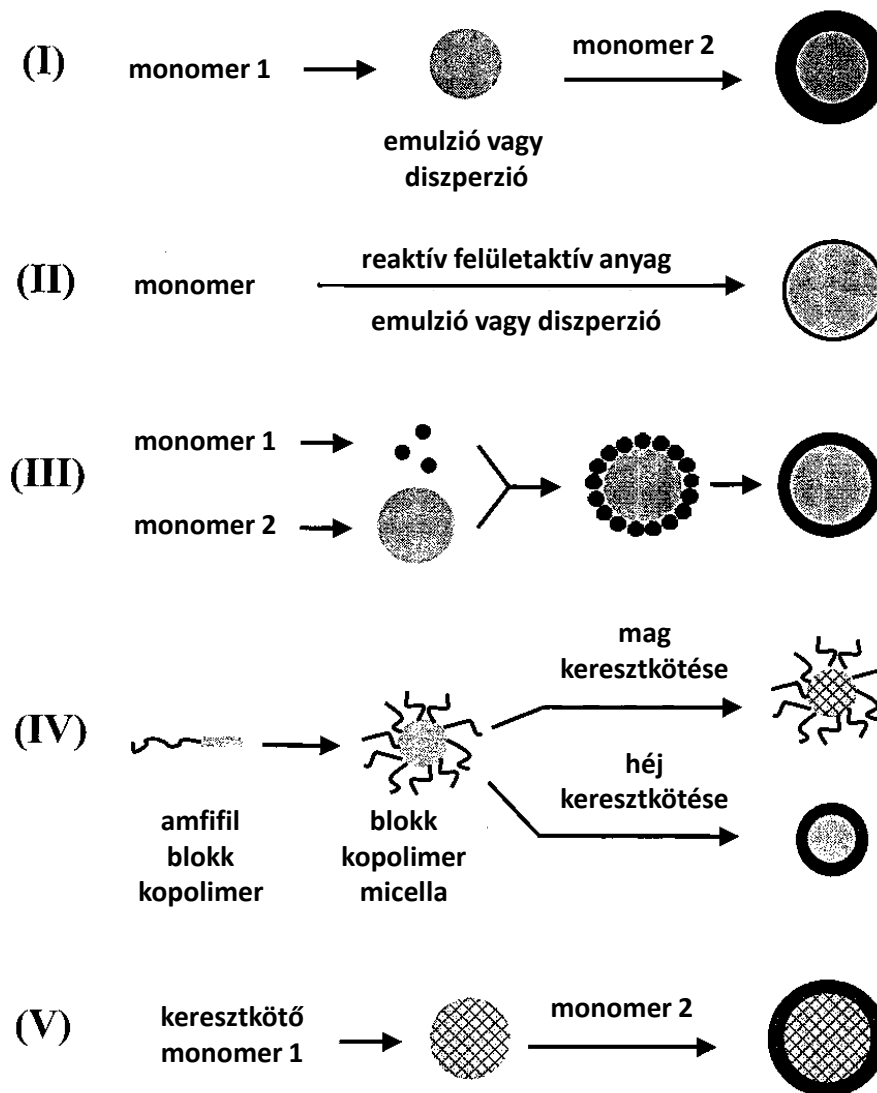 (I)
monomer 1
monomer 2
emulzió vagy
diszperzió
(II)
monomer
reaktív felületaktív anyag
emulzió vagy diszperzió
(III)
monomer 1
monomer 2
(IV)
mag
keresztkötése
héj
keresztkötése
amfifil
blokk
kopolimer
blokk
kopolimer
micella
(V)
keresztkötő
monomer 1
monomer 2